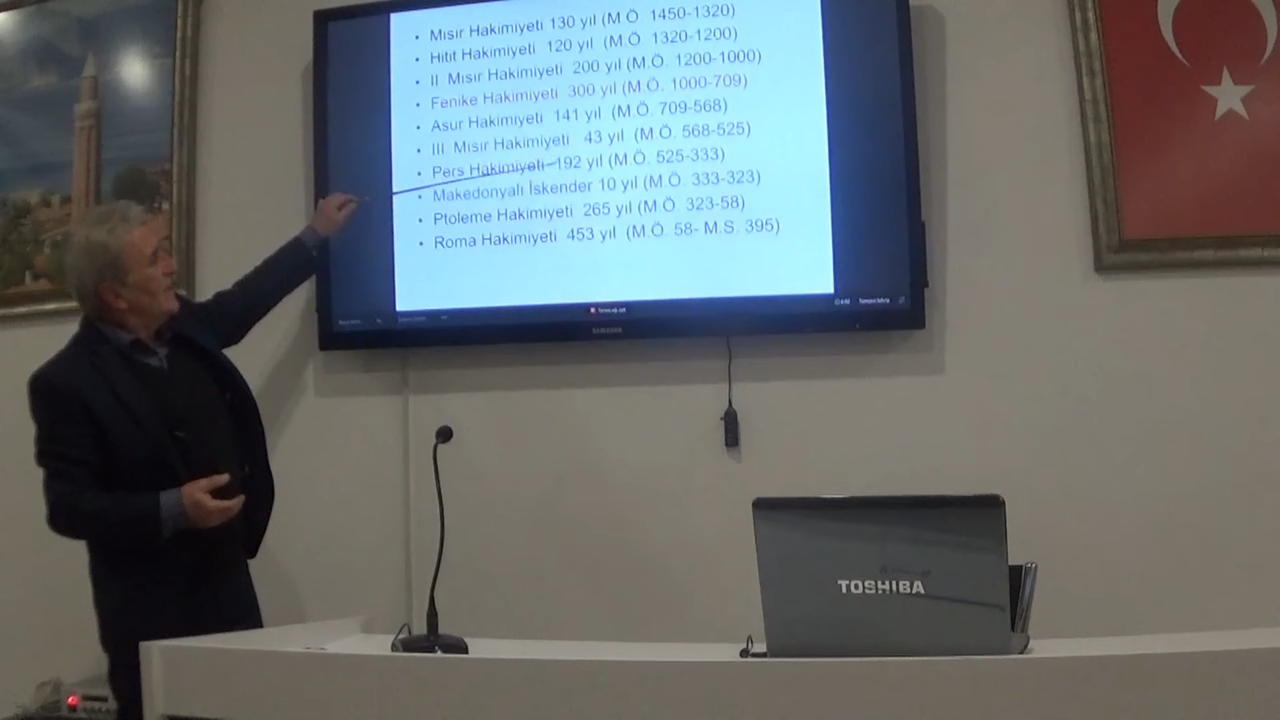 • Mısır Hakimiyeti 130 yıl (M.Ö 1450-1320)
• Hitit Hakimiyeti 120 yıl (M.Ö 1320-1200)
• II Mısır Hakimiyeti 200 yıl (M.Ö. 1200-1000)
• Fenike Hakimiyeti 300 yıl (M.Ö. 1000-709)
• Asur Hakimiyeti 141 yıl (M.Ö. 709-568)
• III. Mısır Hakimiyeti 43 yıl (M.Ö. 568-525)
• Pers Hakimiyeti 192 yıl (M.Ö. 525-333)
• Makedonyalı İskender 10 yıl (M.Ö. 333-323)
• Ptoleme Hakimiyeti 265 yıl (M.Ö. 323-58)
• Roma Hakimiyeti 453 yıl (M.Ö. 58- M.S. 395)
SAMSUNG
TOSHIBA